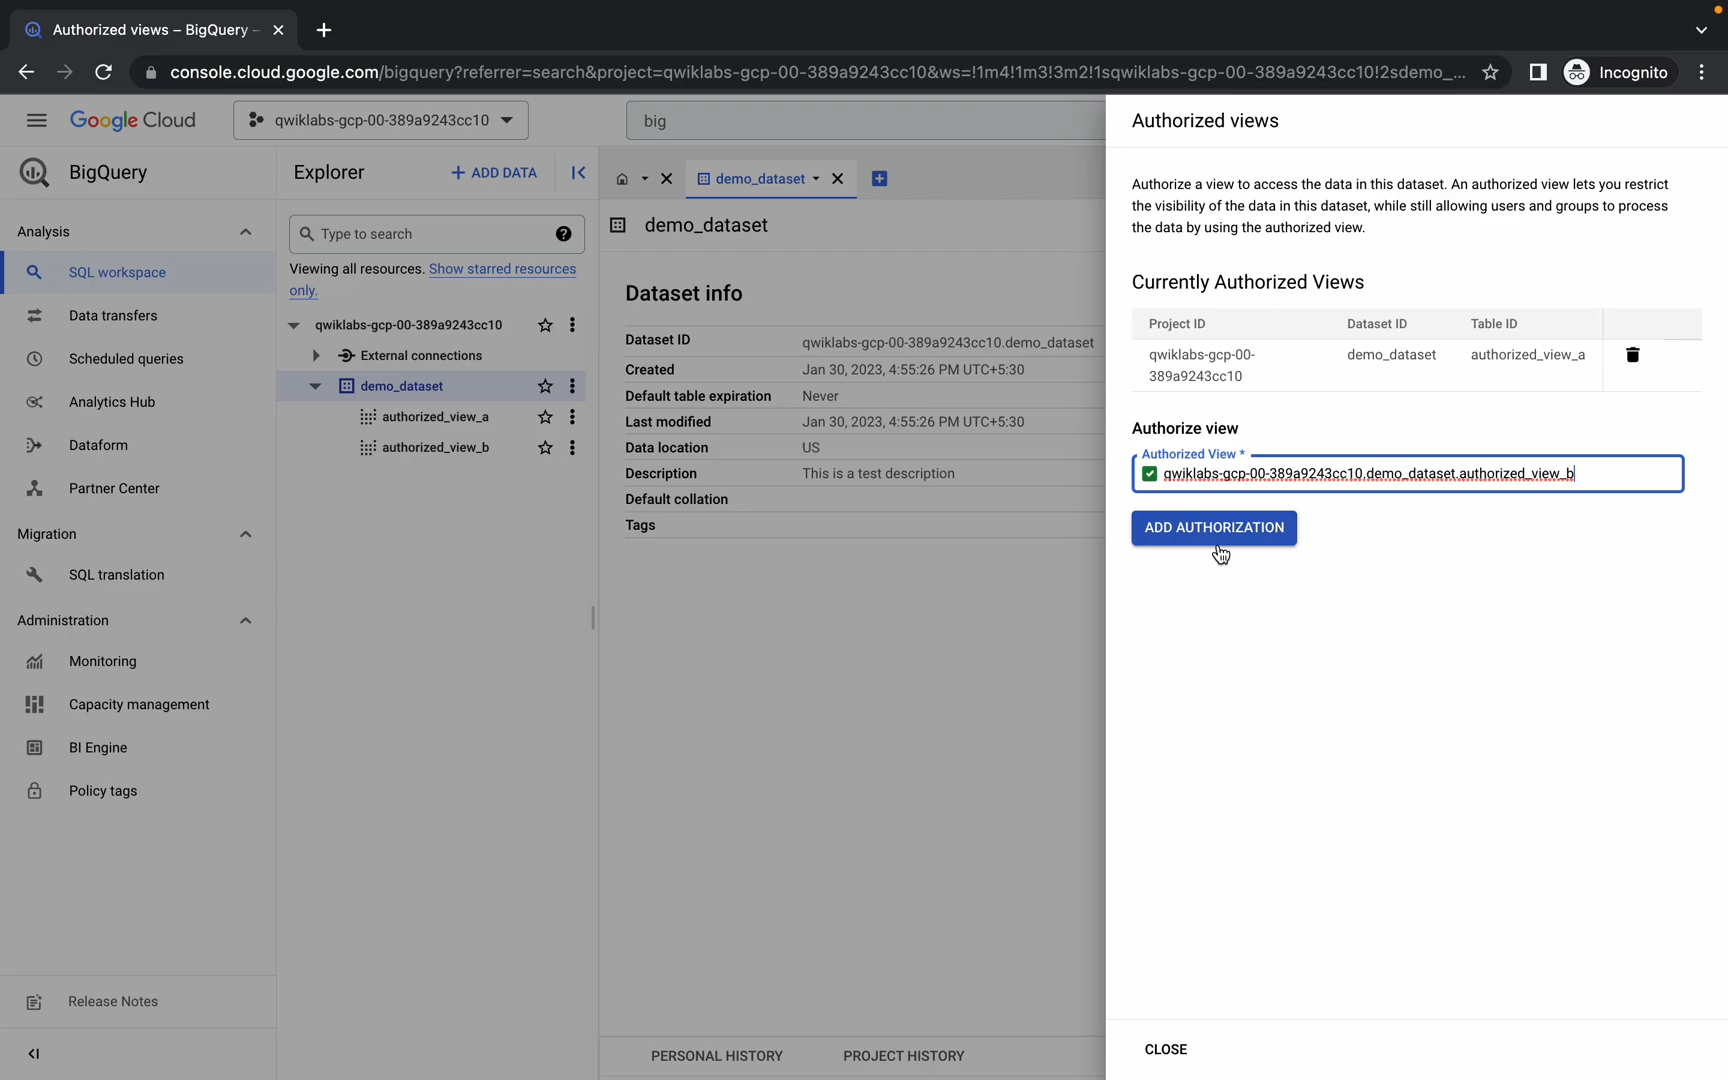 Authorized views – BigQuery –
console.cloud.google.com/bigquery?referrer=search&project=qwiklabs-gcp-00-389a9243cc10&ws=!1m4!1m3!3m2!1sqwiklabs-gcp-00-389a9243cc10!2sdemo_...
Incognito
Google Cloud
qwiklabs-gcp-00-389a9243cc10
big
BigQuery
Analysis
SQL workspace
Data transfers
Scheduled queries
Analytics Hub
Dataform
Partner Center
Migration
SQL translation
Administration
Monitoring
Capacity management
BI Engine
Policy tags
Release Notes
Explorer
+ ADD DATA
Type to search
Viewing all resources. Show starred resources
only.
qwiklabs-gcp-00-389a9243cc10
External connections
demo_dataset
authorized_view_a
authorized_view_b
demo_dataset
demo_dataset
Dataset info
Dataset ID qwiklabs-gcp-00-389a9243cc10.demo_dataset
Created Jan 30, 2023, 4:55:26 PM UTC+5:30
Default table expiration Never
Last modified Jan 30, 2023, 4:55:26 PM UTC+5:30
Data location US
Description This is a test description
Default collation
Tags
PERSONAL HISTORY PROJECT HISTORY
Authorized views
Authorize a view to access the data in this dataset. An authorized view lets you restrict
the visibility of the data in this dataset, while still allowing users and groups to process
the data by using the authorized view.
Currently Authorized Views
Project ID Dataset ID Table ID
qwiklabs-gcp-00- demo_dataset authorized_view_a
389a9243cc10
Authorize view
Authorized View *
qwiklabs-gcp-00-389a9243cc10.demo_dataset.authorized_view_b
ADD AUTHORIZATION
CLOSE